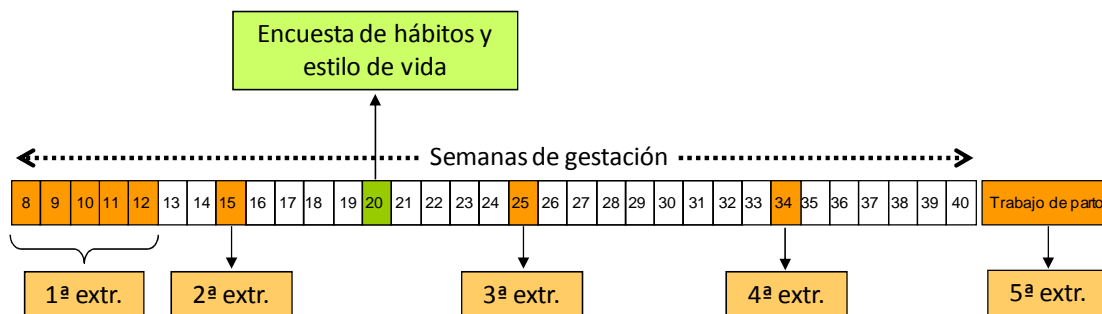 Encuesta de hábitos y
estilo de vida
Semanas de gestación
8 9 10 11 12 13 14 15 16 17 18 19 20 21 22 23 24 25 26 27 28 29 30 31 32 33 34 35 36 37 38 39 40 Trabajo de parto
1ª extr. 2ª extr. 3ª extr. 4ª extr. 5ª extr.